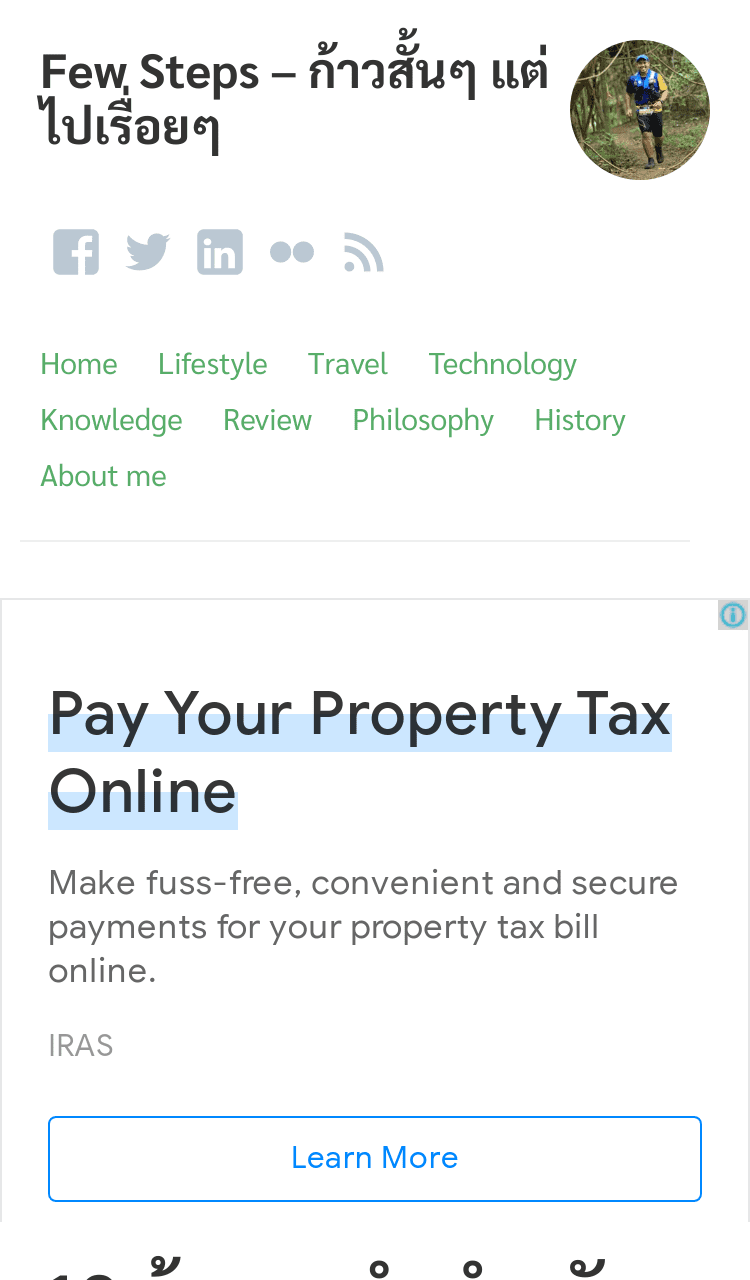 Few Steps – ก้าวสั้นๆ แต่
ไปเรื่อยๆ
Home Lifestyle Travel Technology
Knowledge Review Philosophy History
About me
Pay Your Property Tax
Online
Make fuss-free, convenient and secure
payments for your property tax bill
online.
IRAS
Learn More